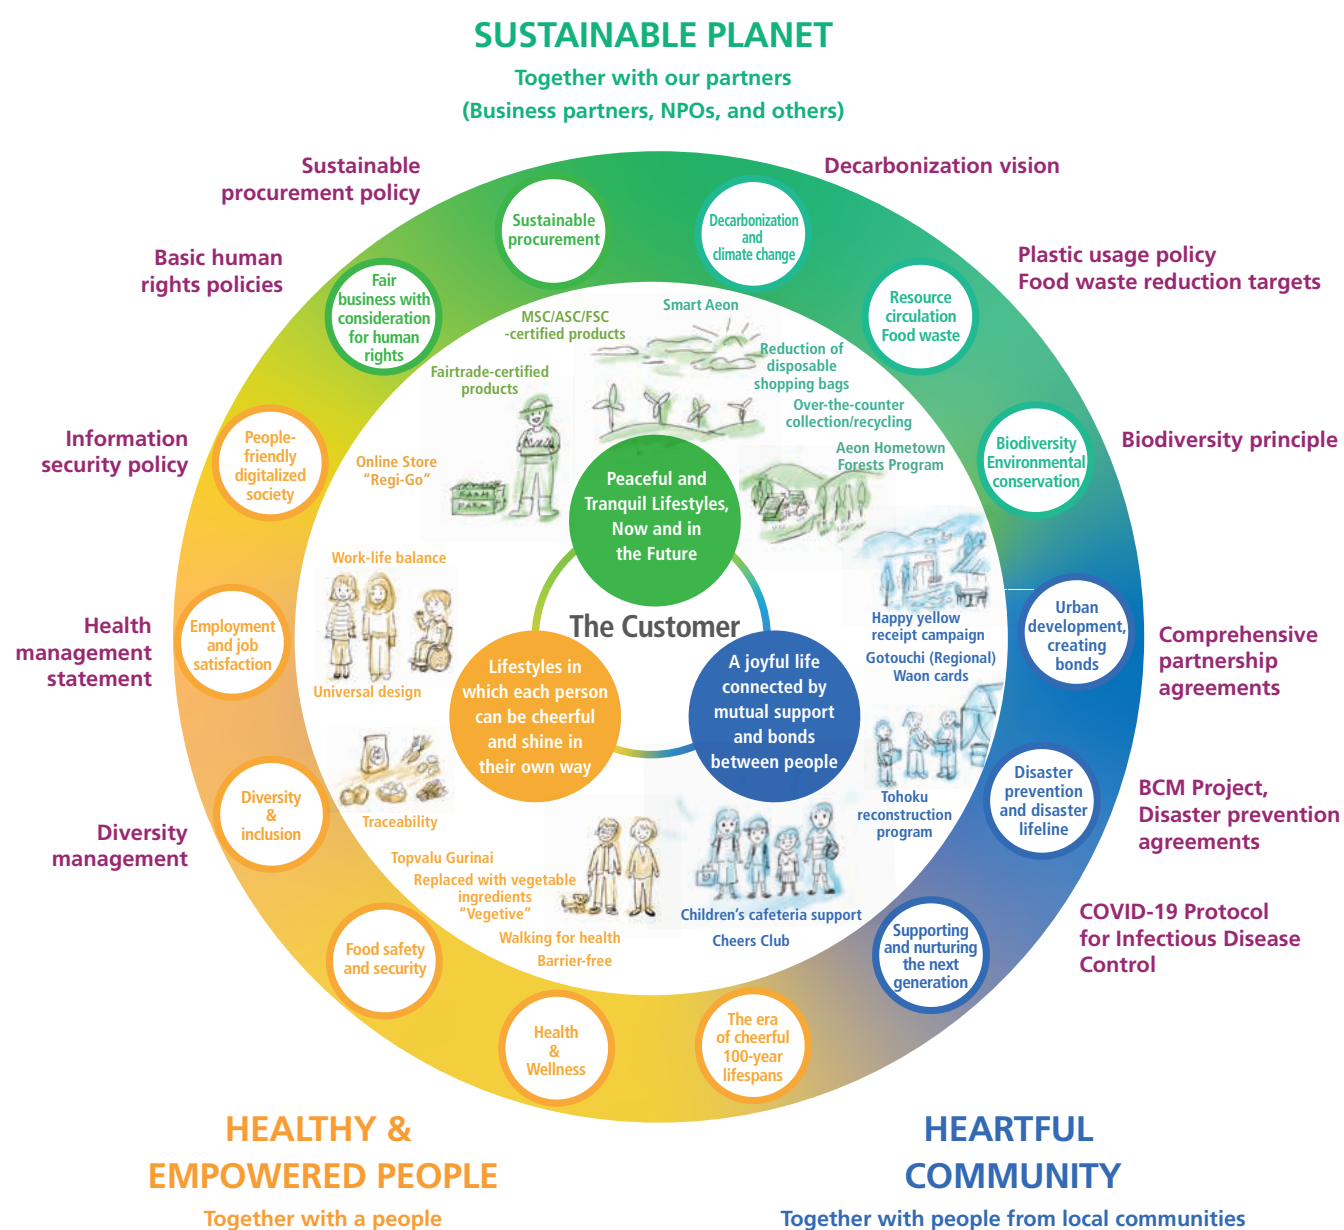 SUSTAINABLE PLANET
Together with our partners
(Business partners, NPOs, and others)
Sustainable
procurement policy
Decarbonization vision
Basic human
rights policies
Plastic usage policy
Food waste reduction targets
Information
security policy
Biodiversity principle
Health
management
statement
Comprehensive
partnership
agreements
Diversity
management
BCM Project,
Disaster prevention
agreements
COVID-19 Protocol
for Infectious Disease
Control
Sustainable
procurement
Decarbonization
and
climate change
Fair
business with
consideration
for human
rights
Resource
circulation
Food waste
People-
friendly
digitalized
society
Biodiversity
Environmental
conservation
Employment
and job
satisfaction
Urban
development,
creating
bonds
Diversity
&
inclusion
Disaster
prevention
and disaster
lifeline
Food safety
and security
Supporting
and nurturing
the next
generation
Health
&
Wellness
The era
of cheerful
100-year
lifespans
MSC/ASC/FSC
-certified products
Smart Aeon
Fairtrade-certified
products
Reduction of
disposable
shopping bags
Over-the-counter
collection/recycling
Online Store
“Regi-Go”
Aeon Hometown
Forests Program
FARM
FARM
Work-life balance
Universal design
Happy yellow
receipt campaign
Gotouchi (Regional)
Waon cards
Traceability
Tohoku
reconstruction
program
Topvalu Gurinai
Replaced with vegetable
ingredients
“Vegetive”
Walking for health
Barrier-free
Children’s cafeteria support
Cheers Club
Peaceful and
Tranquil Lifestyles,
Now and in
the Future
The Customer
Lifestyles in
which each person
can be cheerful
and shine in
their own way
A joyful life
connected by
mutual support
and bonds
between people
HEALTHY &
EMPOWERED PEOPLE
Together with a people
HEARTFUL
COMMUNITY
Together with people from local communities